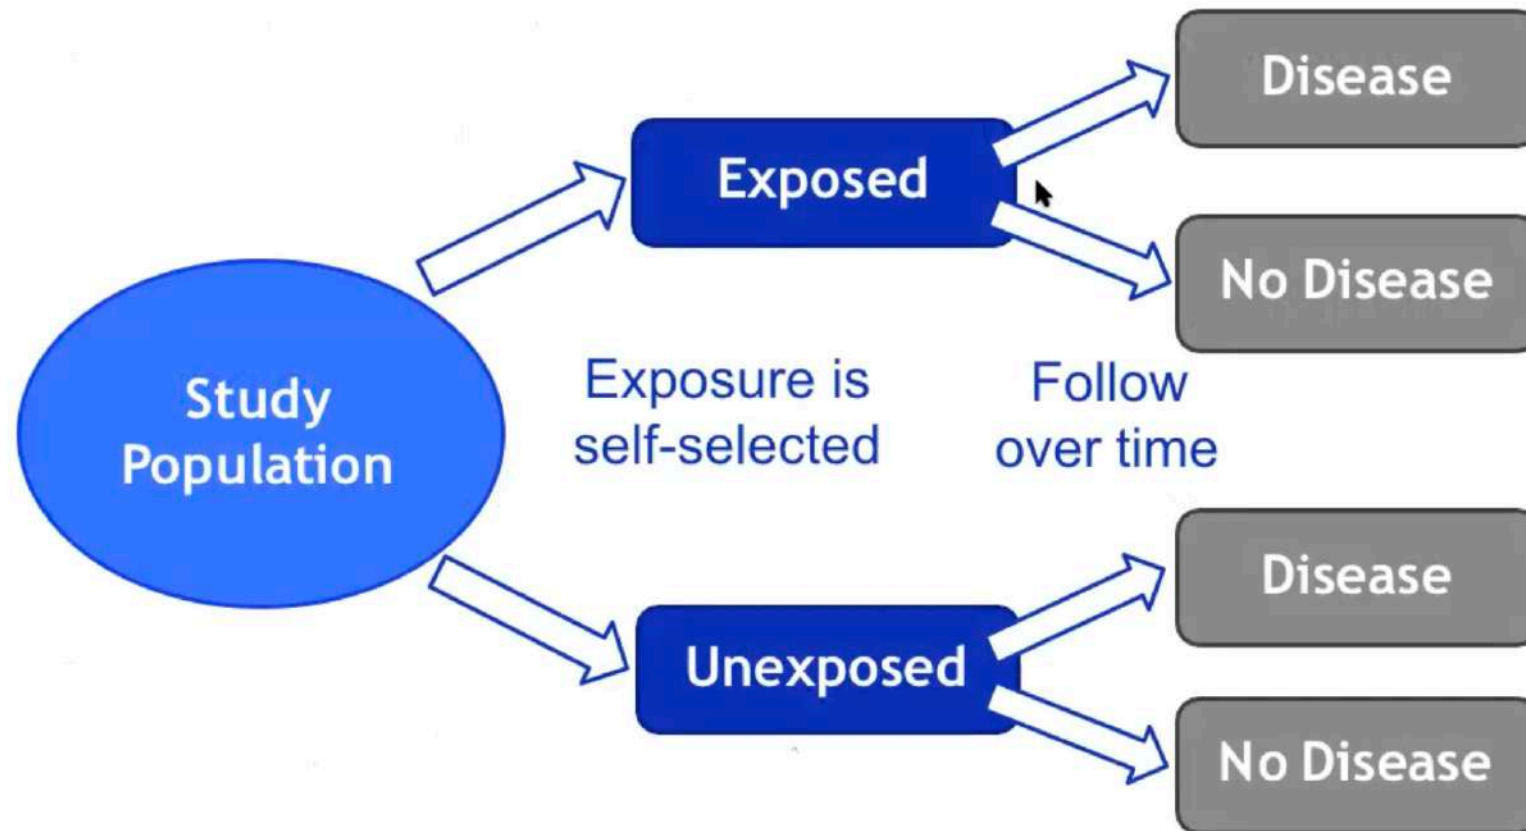 Disease
Exposed
No Disease
Study
Population
Exposure is
self-selected
Follow
over time
Disease
Unexposed
No Disease